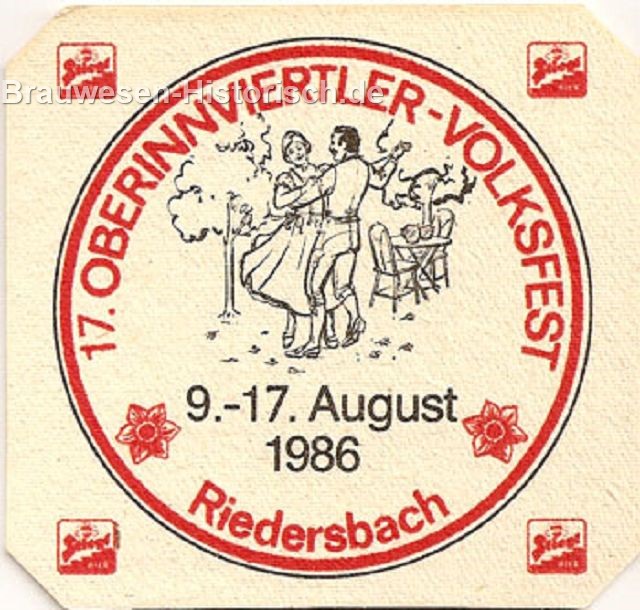 Brauwesen-Historisch.de
17. OBERINNVIERTLER-VOLKSFEST
9.-17. August
1986
Riedersbach